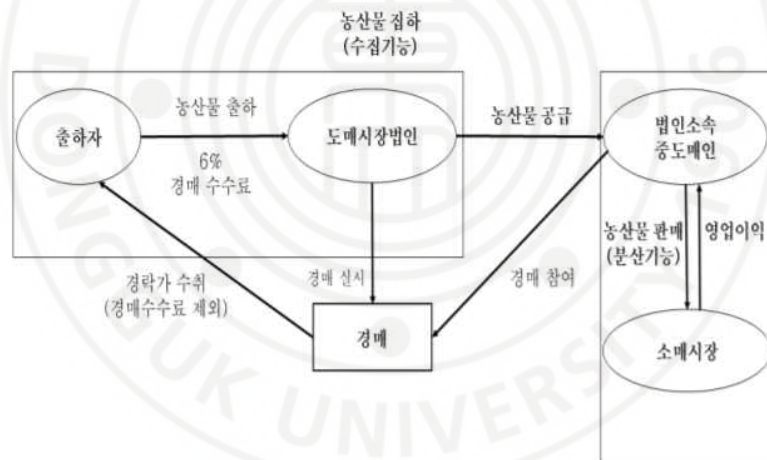 농산물 집하
(수집기능)
출하자
농산물 출하
6%
경매 수수료
도매시장법인
농산물 공급
법인소속
중도매인
경락가 수취
(경매수수료 제외)
경매 실시
경매 참여
농산물 판매
(분산기능)
영업이익
경매
소매시장
DONGGUK UNIVERSITY 1906